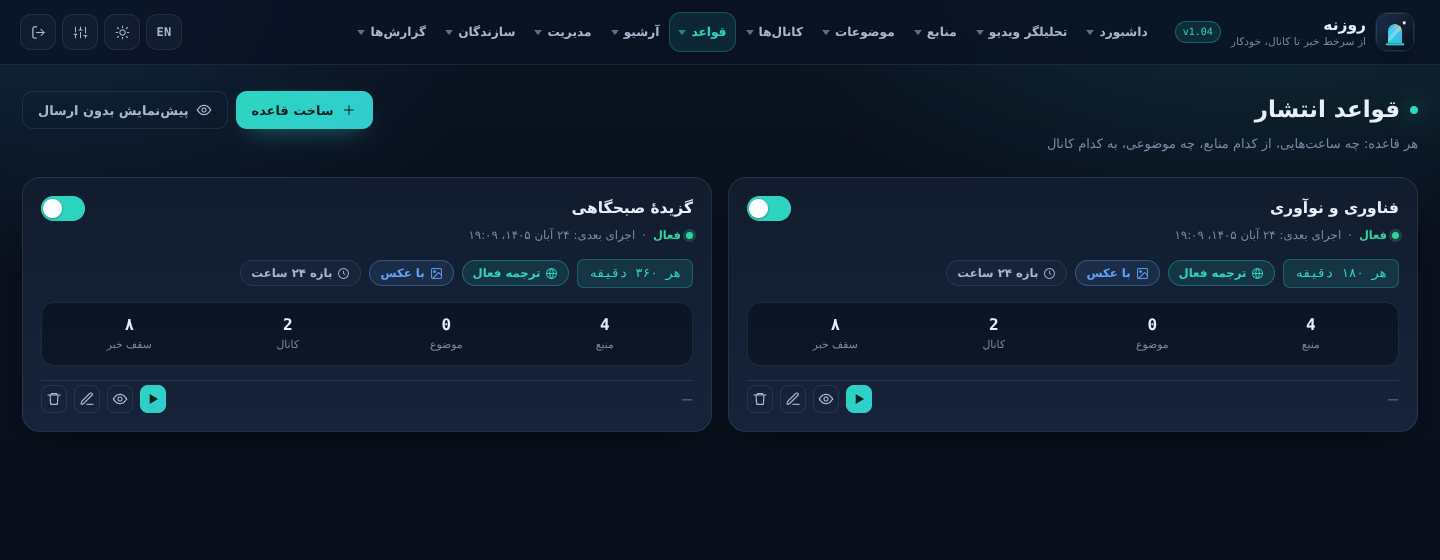 روزنه
از سرخط خبر تا کانال، خودکار
v1.04
داشبورد
تحلیلگر ویدیو
منابع
موضوعات
کانال‌ها
قواعد
آرشیو
مدیریت
سازندگان
گزارش‌ها
EN
قواعد انتشار
هر قاعده: چه ساعت‌هایی، از کدام منابع، چه موضوعی، به کدام کانال
ساخت قاعده
پیش‌نمایش بدون ارسال
فناوری و نوآوری
فعال · اجرای بعدی: ۲۴ آبان ۱۴۰۵، ۱۹:۰۹
هر ۱۸۰ دقیقه
ترجمه فعال
با عکس
بازه ۲۴ ساعت
4
منبع
0
موضوع
2
کانال
۸
سقف خبر
—
گزیدهٔ صبحگاهی
فعال · اجرای بعدی: ۲۴ آبان ۱۴۰۵، ۱۹:۰۹
هر ۳۶۰ دقیقه
ترجمه فعال
با عکس
بازه ۲۴ ساعت
4
منبع
0
موضوع
2
کانال
۸
سقف خبر
—